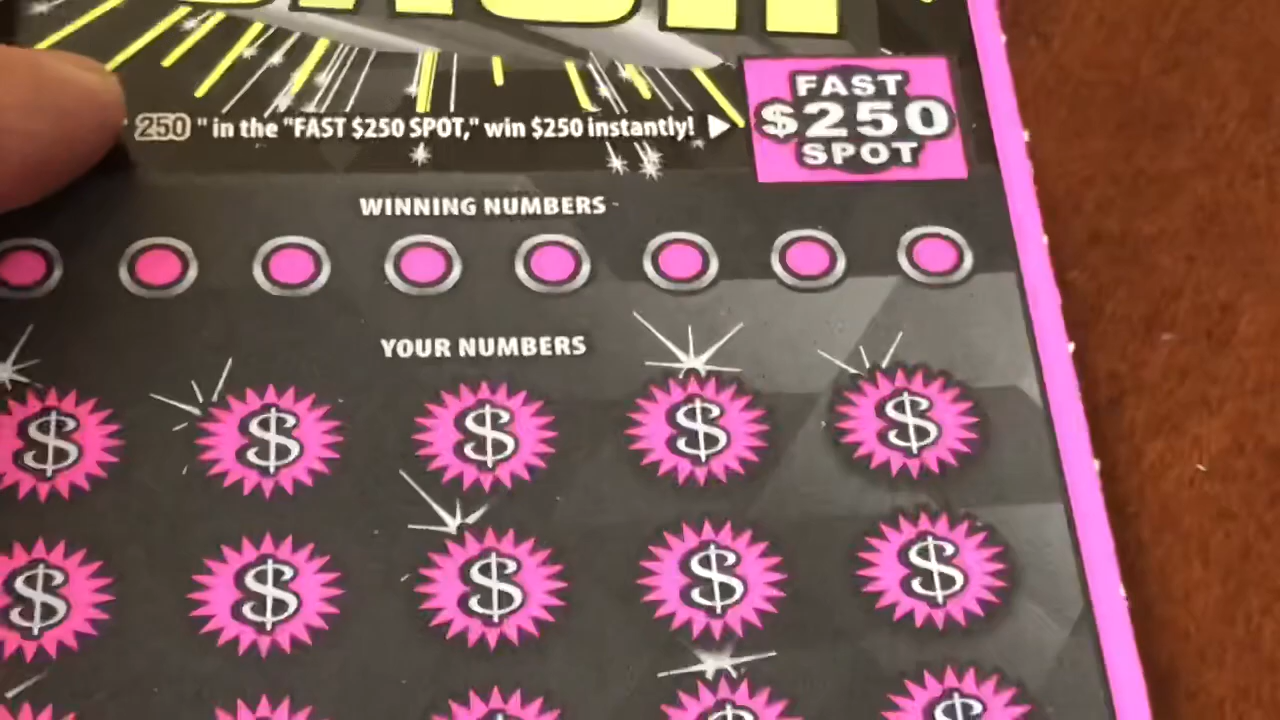 FAST
$250
SPOT
250 " in the "FAST $250 SPOT," win $250 instantly!
WINNING NUMBERS
YOUR NUMBERS
$ $ $ $ $
$ $ $ $ $
$ $ $ $ $